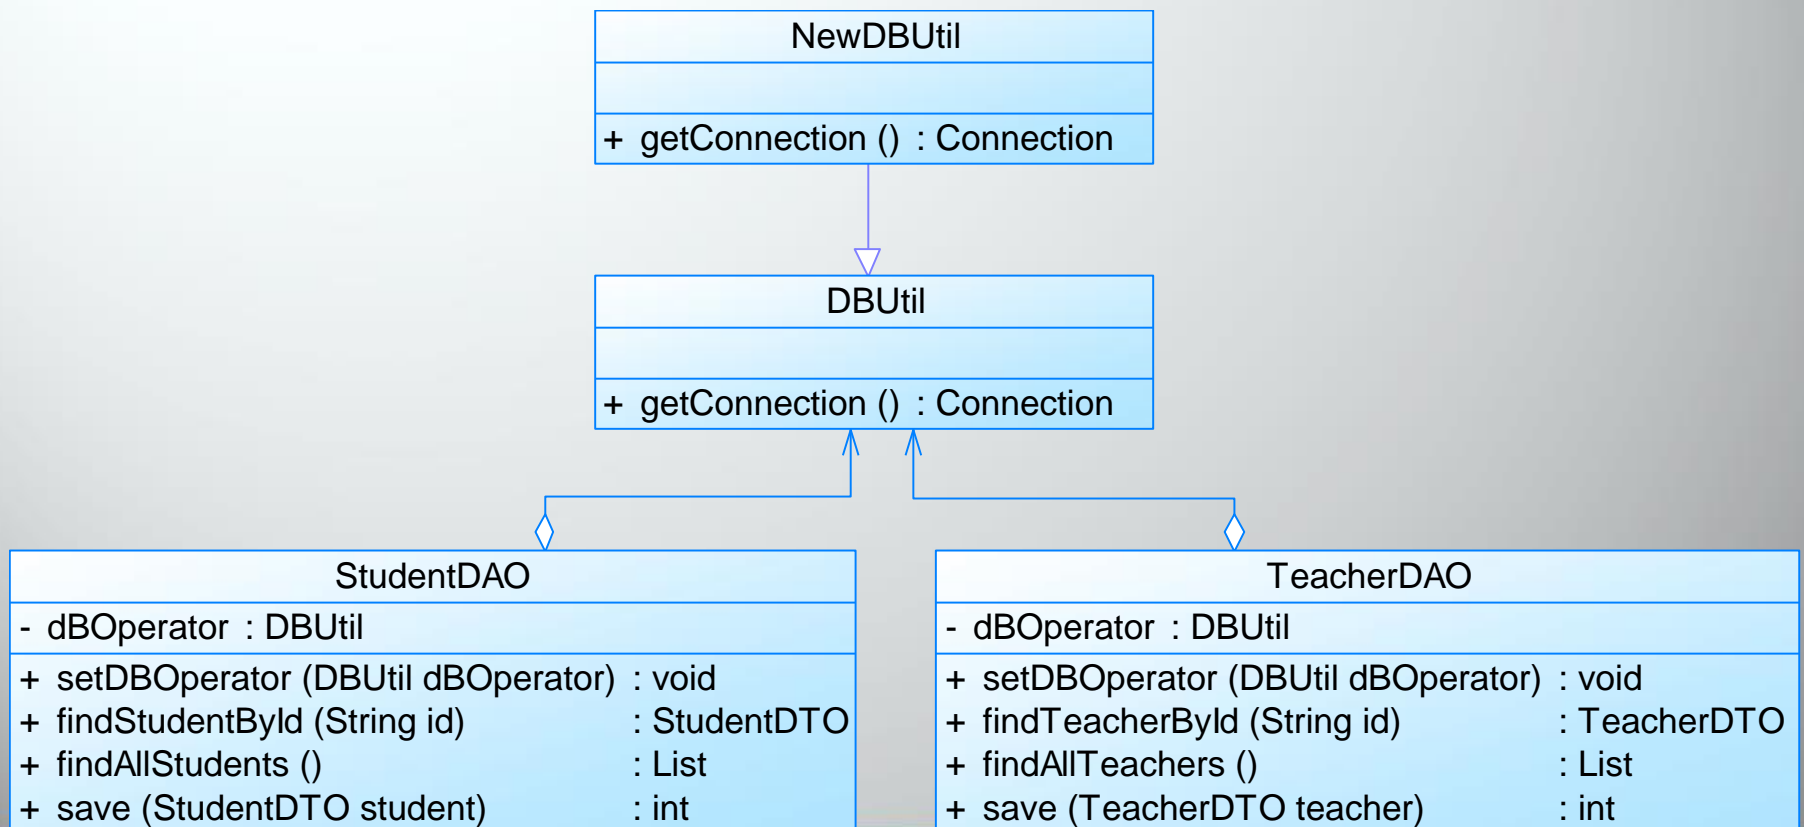 NewDBUtil
+ getConnection () : Connection
DBUtil
+ getConnection () : Connection
StudentDAO
- dBOperator : DBUtil
+ setDBOperator (DBUtil dBOperator) : void
+ findStudentById (String id) : StudentDTO
+ findAllStudents () : List
+ save (StudentDTO student) : int
TeacherDAO
- dBOperator : DBUtil
+ setDBOperator (DBUtil dBOperator) : void
+ findTeacherById (String id) : TeacherDTO
+ findAllTeachers () : List
+ save (TeacherDTO teacher) : int